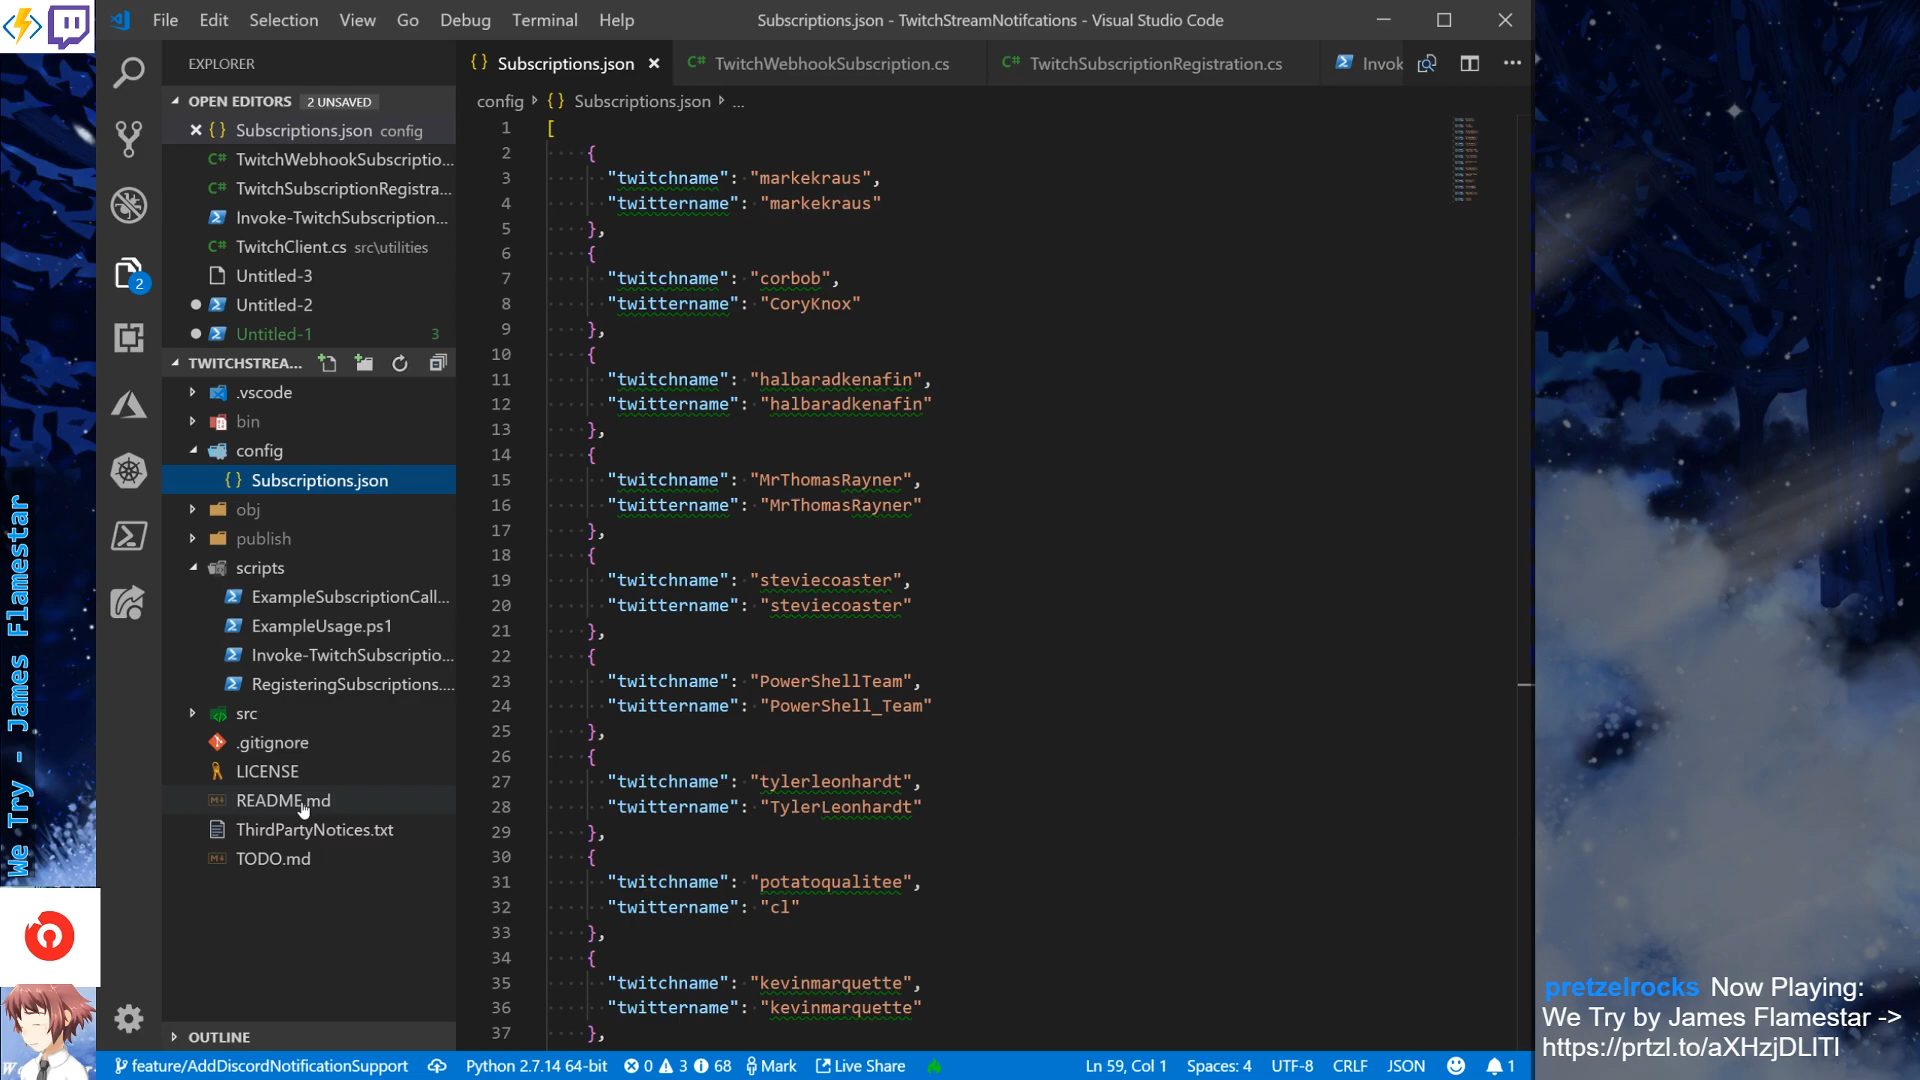 File Edit Selection View Go Debug Terminal Help
Subscriptions.json - TwitchStreamNotifcations - Visual Studio Code
EXPLORER
OPEN EDITORS 2 UNSAVED
Subscriptions.json config
TwitchWebhookSubscriptio...
TwitchSubscriptionRegistra...
Invoke-TwitchSubscription...
TwitchClient.cs src\utilities
Untitled-3
Untitled-2
Untitled-1 3
2
TWITCHSTREA...
.vscode
bin
config
Subscriptions.json
obj
publish
scripts
ExampleSubscriptionCall...
ExampleUsage.ps1
Invoke-TwitchSubscriptio...
RegisteringSubscriptions....
src
.gitignore
LICENSE
README.md
ThirdPartyNotices.txt
TODO.md
OUTLINE
Subscriptions.json
TwitchWebhookSubscription.cs
TwitchSubscriptionRegistration.cs
Invok
config Subscriptions.json ...
1 [
2 {
3 "twitchname": "markekraus",
4 "twittername": "markekraus"
5 },
6 {
7 "twitchname": "corbob",
8 "twittername": "CoryKnox"
9 },
10 {
11 "twitchname": "halbaradkenafin",
12 "twittername": "halbaradkenafin"
13 },
14 {
15 "twitchname": "MrThomasRayner",
16 "twittername": "MrThomasRayner"
17 },
18 {
19 "twitchname": "steviecoaster",
20 "twittername": "steviecoaster"
21 },
22 {
23 "twitchname": "PowerShellTeam",
24 "twittername": "PowerShell_Team"
25 },
26 {
27 "twitchname": "tylerleonhardt",
28 "twittername": "TylerLeonhardt"
29 },
30 {
31 "twitchname": "potatoqualitee",
32 "twittername": "cl"
33 },
34 {
35 "twitchname": "kevinmarquette",
36 "twittername": "kevinmarquette"
37 },
feature/AddDiscordNotificationSupport Python 2.7.14 64-bit 0 3 68 Mark Live Share Ln 59, Col 1 Spaces: 4 UTF-8 CRLF JSON 1
We Try - James Flamestar
pretzelrocks Now Playing:
We Try by James Flamestar ->
https://prtzl.to/aXHzjDLITl